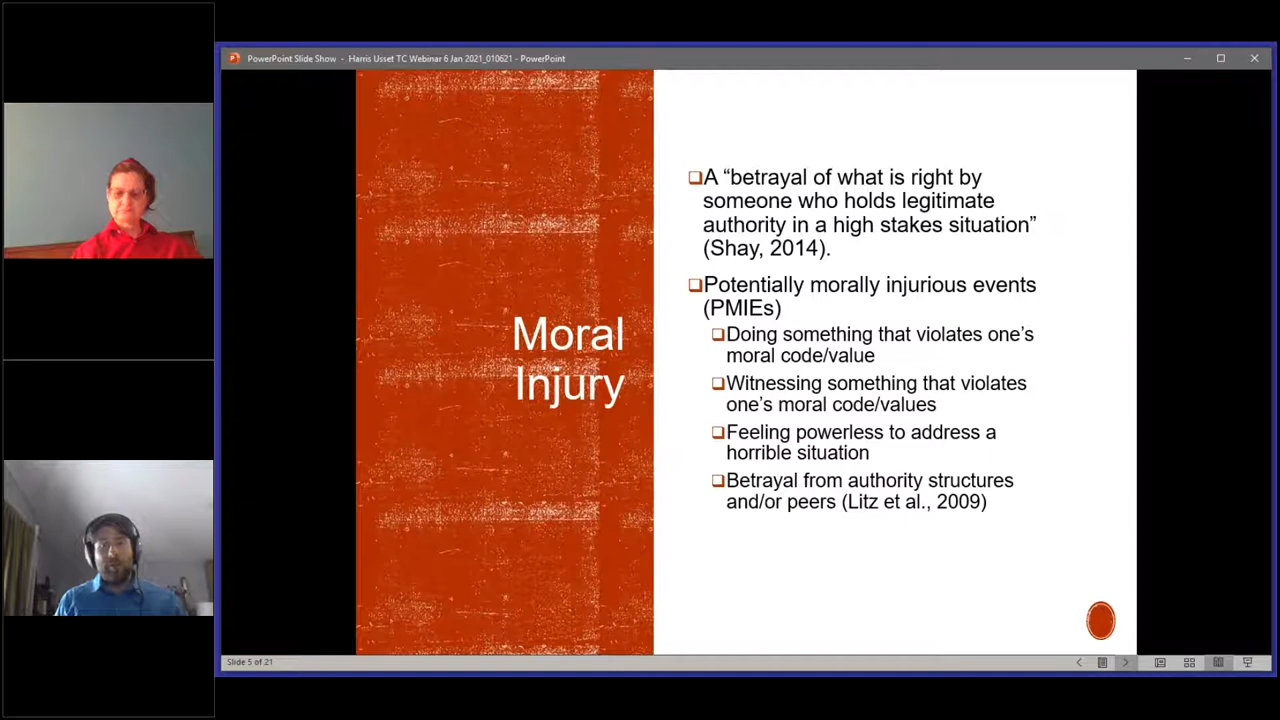 PowerPoint Slide Show - Harris Usset TC Webinar 6 Jan 2021_010621 - PowerPoint
Moral
Injury
A “betrayal of what is right by
someone who holds legitimate
authority in a high stakes situation”
(Shay, 2014).
Potentially morally injurious events
(PMIEs)
Doing something that violates one’s
moral code/value
Witnessing something that violates
one’s moral code/values
Feeling powerless to address a
horrible situation
Betrayal from authority structures
and/or peers (Litz et al., 2009)
Slide 5 of 21